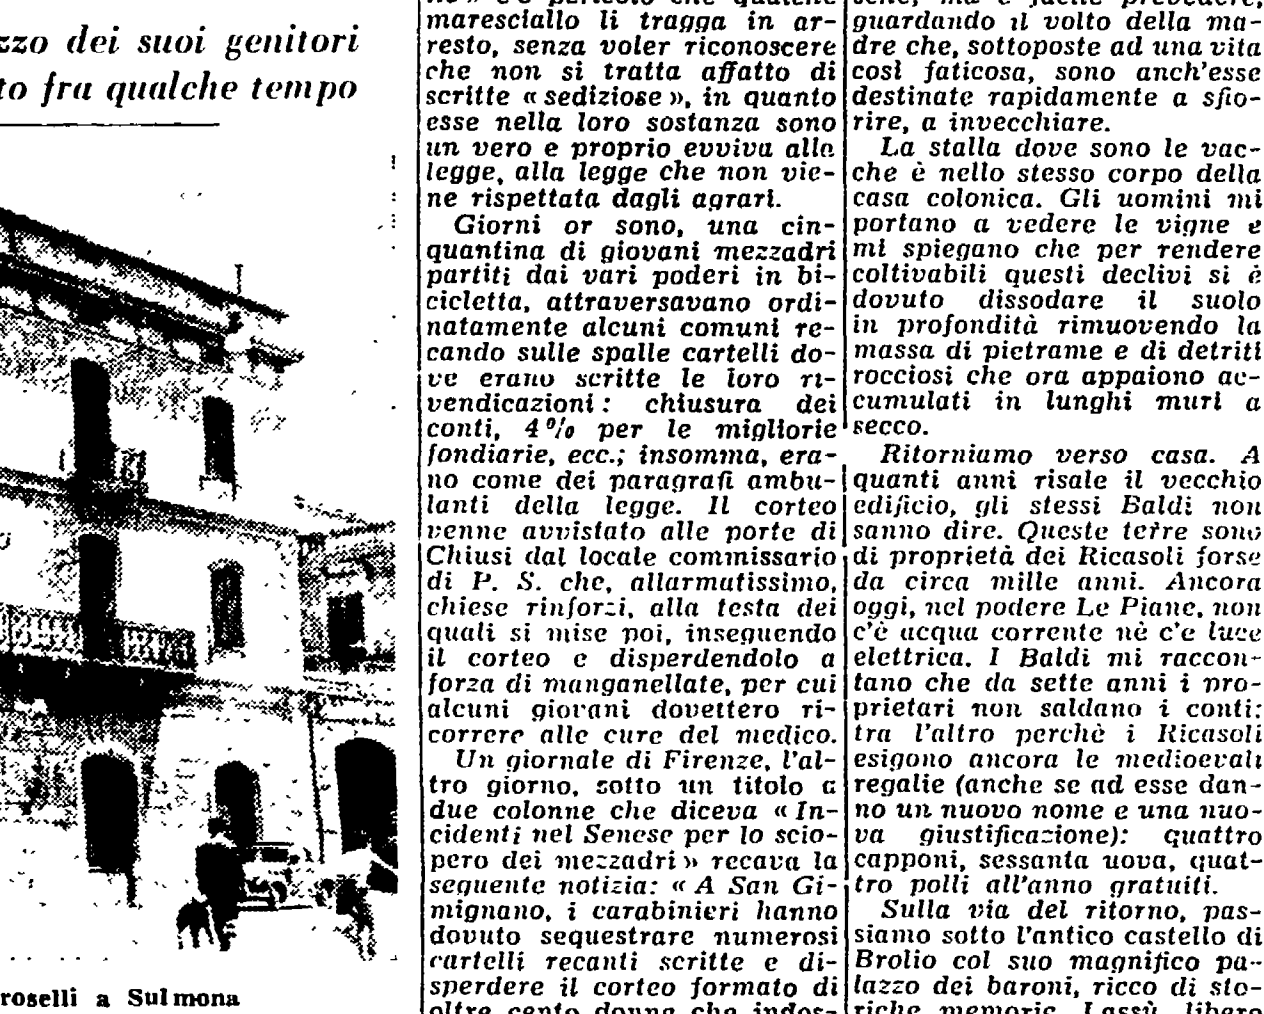 zzo dei suoi genitori
to fra qualche tempo
roselli a Sulmona
maresciallo li tragga in ar-
resto, senza voler riconoscere
che non si tratta affatto di
scritte « sediziose », in quanto
esse nella loro sostanza sono
un vero e proprio evviva alla
legge, alla legge che non vie-
ne rispettata dagli agrari.
Giorni or sono, una cin-
quantina di giovani mezzadri
partiti dai vari poderi in bi-
cicletta, attraversavano ordi-
natamente alcuni comuni re-
cando sulle spalle cartelli do-
ve erano scritte le loro ri-
vendicazioni: chiusura dei
conti, 4% per le migliorie
fondiarie, ecc.; insomma, era-
no come dei paragrafi ambu-
lanti della legge. Il corteo
venne avvistato alle porte di
Chiusi dal locale commissario
di P. S. che, allarmatissimo,
chiese rinforzi, alla testa dei
quali si mise poi, inseguendo
il corteo e disperdendolo a
forza di manganellate, per cui
alcuni giovani dovettero ri-
correre alle cure del medico.
Un giornale di Firenze, l'al-
tro giorno, sotto un titolo a
due colonne che diceva « In-
cidenti nel Senese per lo scio-
pero dei mezzadri » recava la
seguente notizia: « A San Gi-
mignano, i carabinieri hanno
dovuto sequestrare numerosi
cartelli recanti scritte e di-
sperdere il corteo formato di
oltre cento donne che indos-
guardando il volto della ma-
dre che, sottoposte ad una vita
così faticosa, sono anch'esse
destinate rapidamente a sfio-
rire, a invecchiare.
La stalla dove sono le vac-
che è nello stesso corpo della
casa colonica. Gli uomini mi
portano a vedere le vigne e
mi spiegano che per rendere
coltivabili questi declivi si è
dovuto dissodare il suolo
in profondità rimuovendo la
massa di pietrame e di detriti
rocciosi che ora appaiono ac-
cumulati in lunghi muri a
secco.
Ritorniamo verso casa. A
quanti anni risale il vecchio
edificio, gli stessi Baldi non
sanno dire. Queste terre sono
di proprietà dei Ricasoli forse
da circa mille anni. Ancora
oggi, nel podere Le Piane, non
c'è acqua corrente nè c'e luce
elettrica. I Baldi mi raccon-
tano che da sette anni i pro-
prietari non saldano i conti:
tra l'altro perchè i Ricasoli
esigono ancora le medioevali
regalie (anche se ad esse dan-
no un nuovo nome e una nuo-
va giustificazione): quattro
capponi, sessanta uova, quat-
tro polli all'anno gratuiti.
Sulla via del ritorno, pas-
siamo sotto l'antico castello di
Brolio col suo magnifico pa-
lazzo dei baroni, ricco di sto-
riche memorie. Lassù, libero